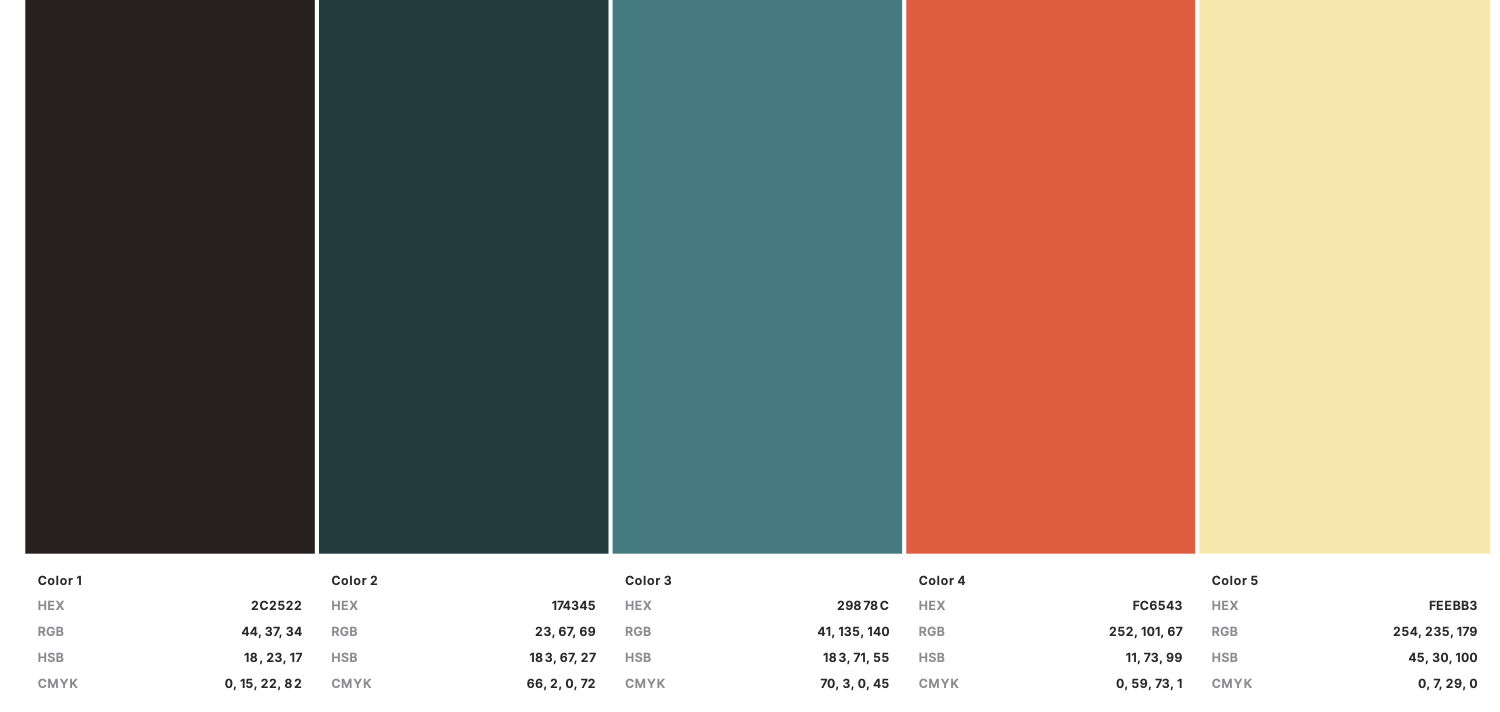 Color 1 Color 2 Color 3 Color 4 Color 5
HEX 2C2522 HEX 174345 HEX 29878C HEX FC6543 HEX FEEBB3
RGB 44, 37, 34 RGB 23, 67, 69 RGB 41, 135, 140 RGB 252, 101, 67 RGB 254, 235, 179
HSB 18, 23, 17 HSB 183, 67, 27 HSB 183, 71, 55 HSB 11, 73, 99 HSB 45, 30, 100
CMYK 0, 15, 22, 82 CMYK 66, 2, 0, 72 CMYK 70, 3, 0, 45 CMYK 0, 59, 73, 1 CMYK 0, 7, 29, 0